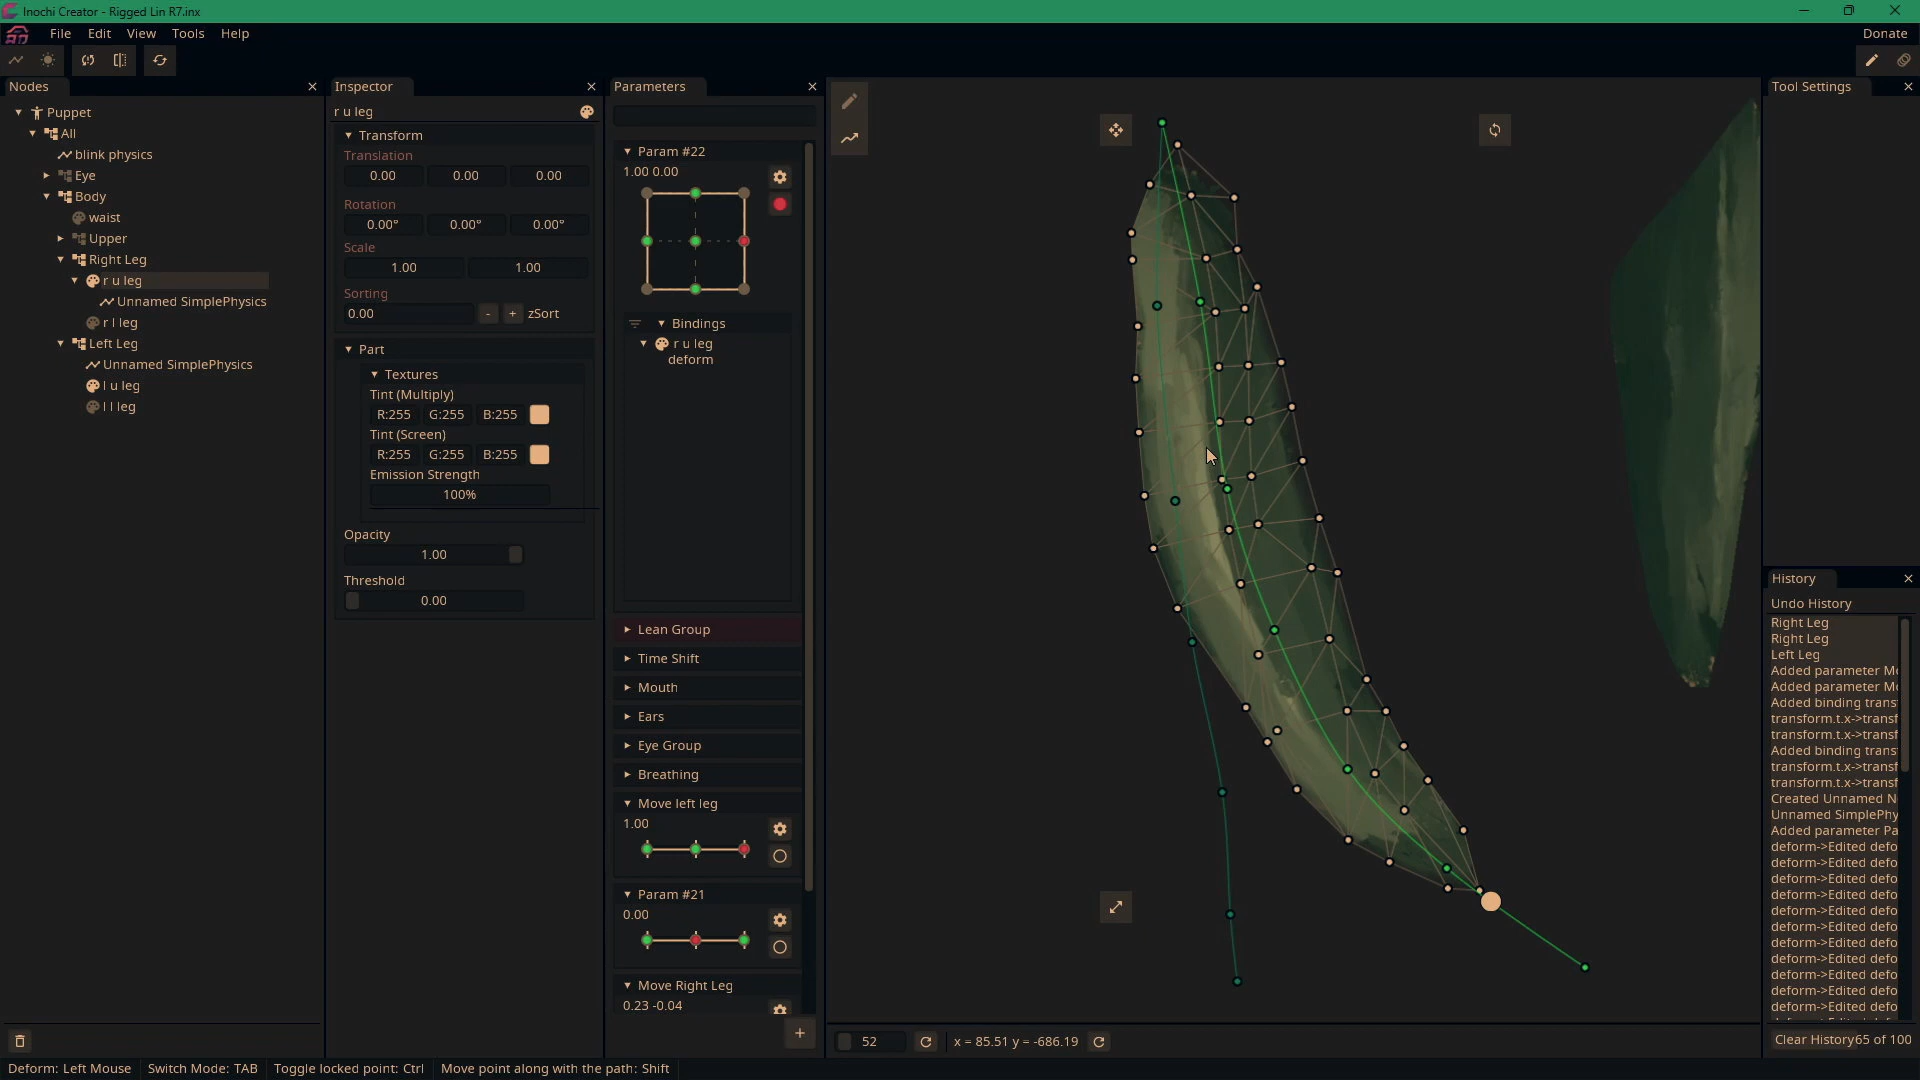 Inochi Creator - Rigged Lin R7.inx
File Edit View Tools Help
Donate
Nodes
Puppet
All
blink physics
Eye
Body
waist
Upper
Right Leg
r u leg
Unnamed SimplePhysics
r l leg
Left Leg
Unnamed SimplePhysics
l u leg
l l leg
Inspector
r u leg
Transform
Translation
0.00 0.00 0.00
Rotation
0.00° 0.00° 0.00°
Scale
1.00 1.00
Sorting
0.00 - + zSort
Part
Textures
Tint (Multiply)
R:255 G:255 B:255
Tint (Screen)
R:255 G:255 B:255
Emission Strength
100%
Opacity
1.00
Threshold
0.00
Parameters
Param #22
1.00 0.00
Bindings
r u leg
deform
Lean Group
Time Shift
Mouth
Ears
Eye Group
Breathing
Move left leg
1.00
Param #21
0.00
Move Right Leg
0.23 -0.04
+
52
x = 85.51 y = -686.19
Tool Settings
History
Undo History
Right Leg
Right Leg
Left Leg
Added parameter Mo
Added parameter Mo
Added binding trans
transform.t.x->transf
transform.t.x->transf
Added binding trans
transform.t.x->transf
transform.t.x->transf
Created Unnamed N
Unnamed SimplePhy
Added parameter Pa
deform->Edited defo
deform->Edited defo
deform->Edited defo
deform->Edited defo
deform->Edited defo
deform->Edited defo
deform->Edited defo
deform->Edited defo
deform->Edited defo
deform->Edited defo
deform->Edited defo
Clear History 65 of 100
Deform: Left Mouse Switch Mode: TAB Toggle locked point: Ctrl Move point along with the path: Shift